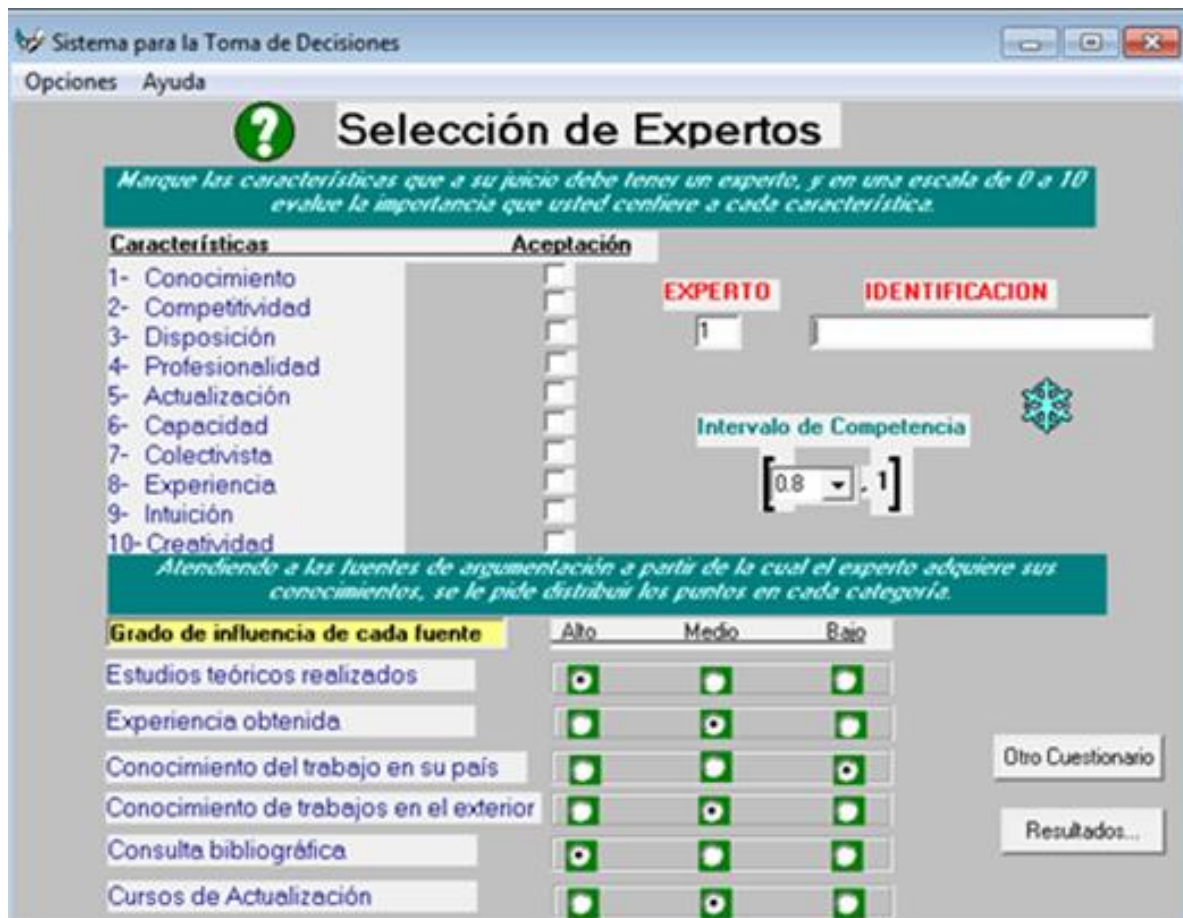 Sistema para la Toma de Decisiones
Opciones Ayuda
? Selección de Expertos
Marque las características que a su juicio debe tener un experto, y en una escala de 0 a 10
evalue la importancia que usted confiere a cada característica.
Características Aceptación
1- Conocimiento
2- Competitividad
3- Disposición
4- Profesionalidad
5- Actualización
6- Capacidad
7- Colectivista
8- Experiencia
9- Intuición
10- Creatividad
EXPERTO IDENTIFICACION
1
Intervalo de Competencia
[0.8 , 1]
Atendiendo a las fuentes de argumentación a partir de la cual el experto adquiere sus
conocimientos, se le pide distribuir los puntos en cada categoría.
Grado de influencia de cada fuente Alto Medio Bajo
Estudios teóricos realizados
Experiencia obtenida
Conocimiento del trabajo en su país
Conocimiento de trabajos en el exterior
Consulta bibliográfica
Cursos de Actualización
Otro Cuestionario
Resultados...